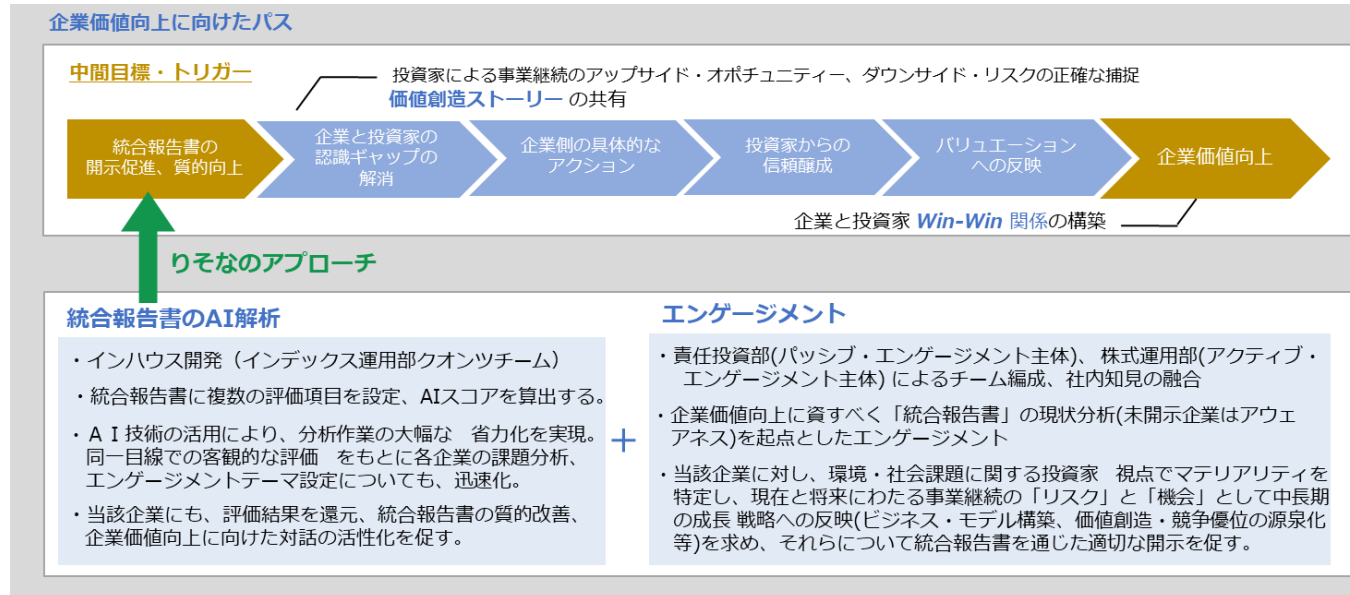 企業価値向上に向けたパス
中間目標・トリガー
投資家による事業継続のアップサイド・オポチュニティー、ダウンサイド・リスクの正確な捕捉
価値創造ストーリー の共有
統合報告書の
開示促進、質的向上
企業と投資家の
認識ギャップの
解消
企業側の具体的な
アクション
投資家からの
信頼醸成
バリュエーション
への反映
企業価値向上
企業と投資家 Win-Win 関係の構築
りそなのアプローチ
統合報告書のAI解析
・インハウス開発（インデックス運用部クオンツチーム）
・統合報告書に複数の評価項目を設定、AIスコアを算出する。
・ＡＩ技術の活用により、分析作業の大幅な 省力化を実現。
同一目線での客観的な評価 をもとに各企業の課題分析、
エンゲージメントテーマ設定についても、迅速化。
・当該企業にも、評価結果を還元、統合報告書の質的改善、
企業価値向上に向けた対話の活性化を促す。
＋
エンゲージメント
・責任投資部(パッシブ・エンゲージメント主体)、株式運用部(アクティブ・
エンゲージメント主体) によるチーム編成、社内知見の融合
・企業価値向上に資すべく「統合報告書」の現状分析(未開示企業はアウェ
アネス)を起点としたエンゲージメント
・当該企業に対し、環境・社会課題に関する投資家 視点でマテリアリティを
特定し、現在と将来にわたる事業継続の「リスク」と「機会」として中長期
の成長 戦略への反映(ビジネス・モデル構築、価値創造・競争優位の源泉化
等)を求め、それらについて統合報告書を通じた適切な開示を促す。